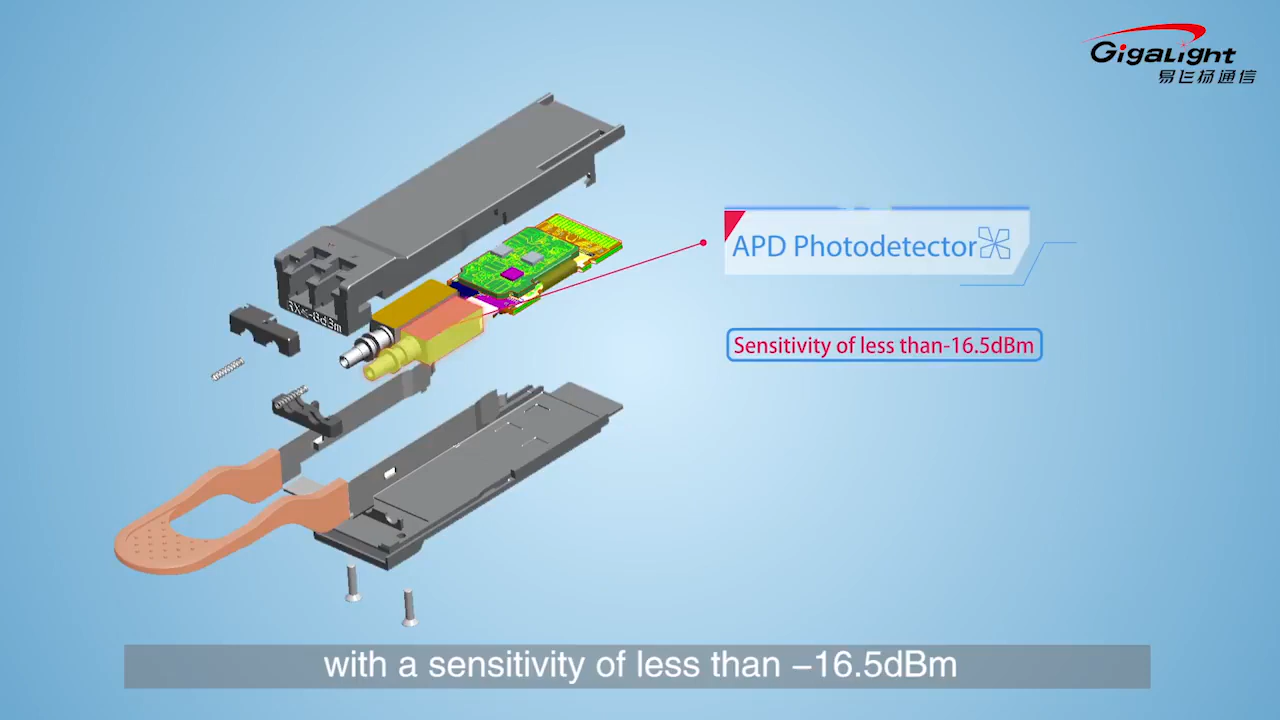 GIGALIGHT
易飞扬通信
APD Photodetector
Sensitivity of less than-16.5dBm
with a sensitivity of less than −16.5dBm